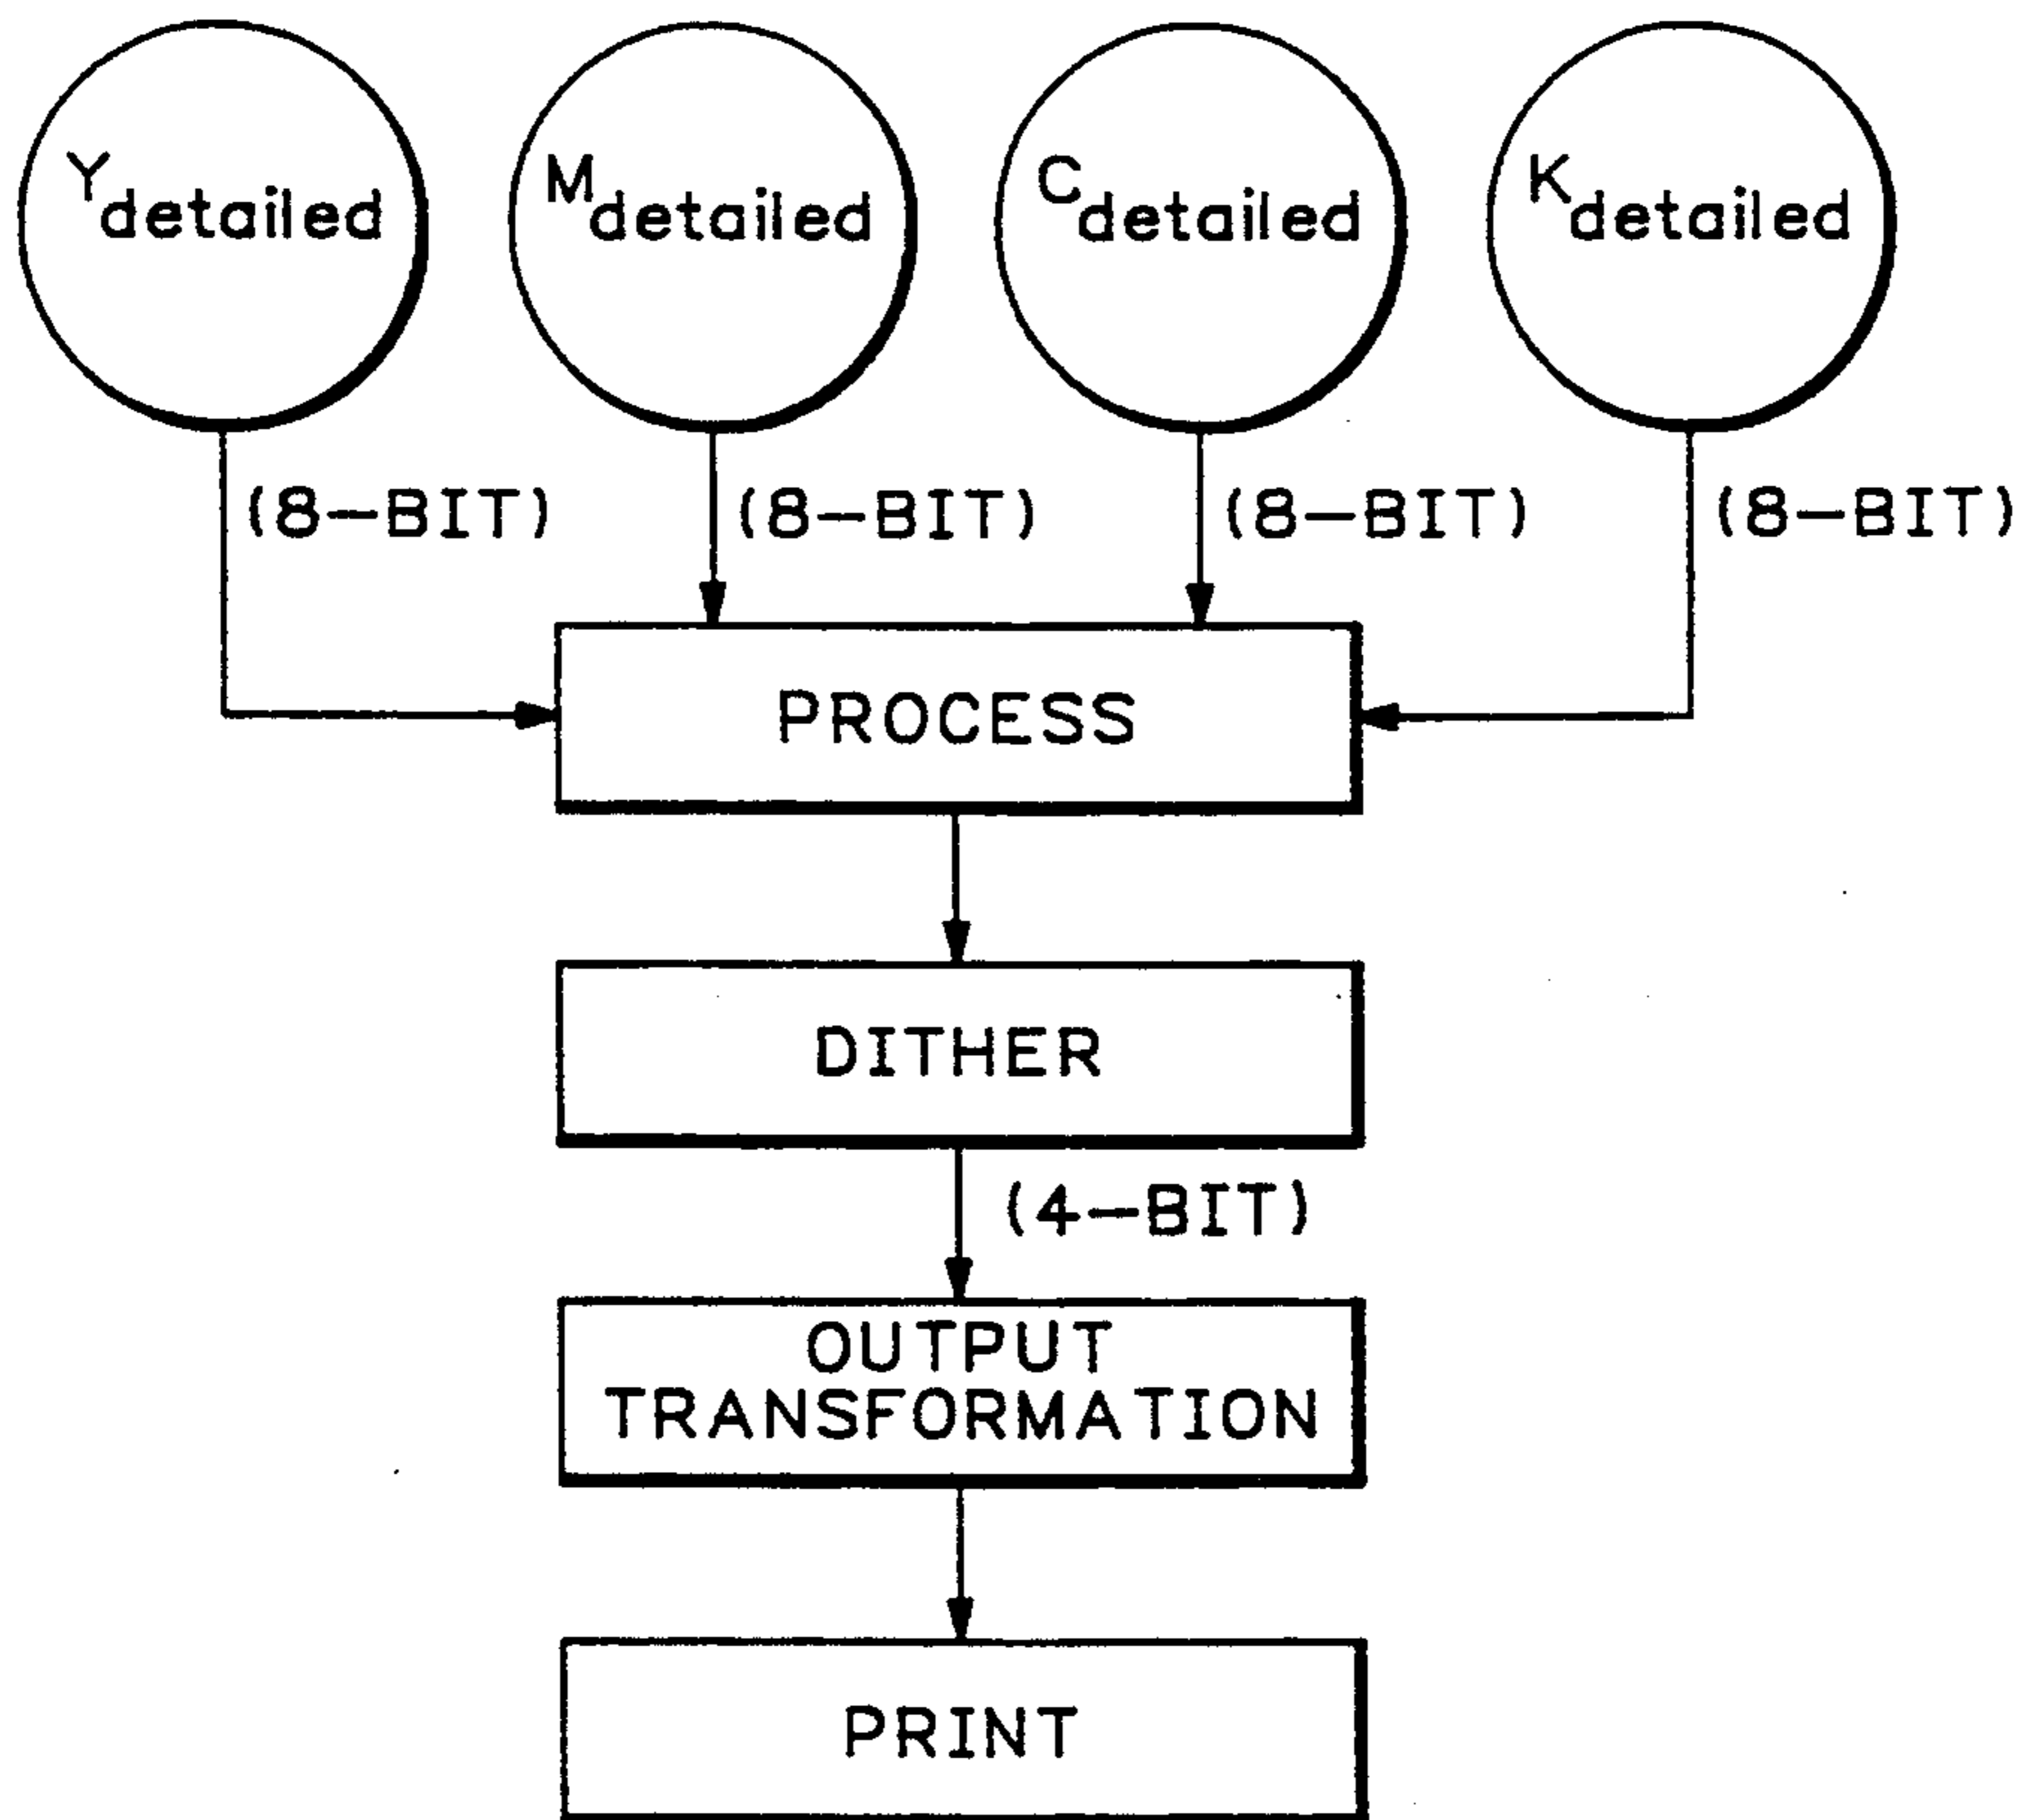 Ydetailed Mdetailed Cdetailed Kdetailed
(8-BIT) (8-BIT) (8-BIT) (8-BIT)
PROCESS
DITHER
(4-BIT)
OUTPUT
TRANSFORMATION
PRINT